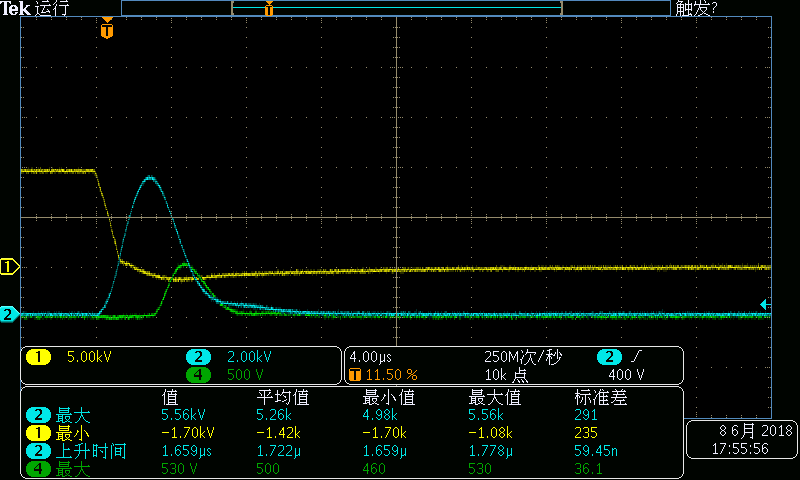 Tek 运行 T 触发?
T
1
2
1 5.00kV 2 2.00kV 4.00µs 250M次/秒 2 400 V
4 500 V T 11.50 % 10k 点
值 平均值 最小值 最大值 标准差
2 最大 5.56kV 5.26k 4.98k 5.56k 291
1 最小 −1.70kV −1.42k −1.70k −1.08k 235
2 上升时间 1.659µs 1.722µ 1.659µ 1.778µ 59.45n
4 最大 530 V 500 460 530 36.1
8 6月 2018
17:55:56